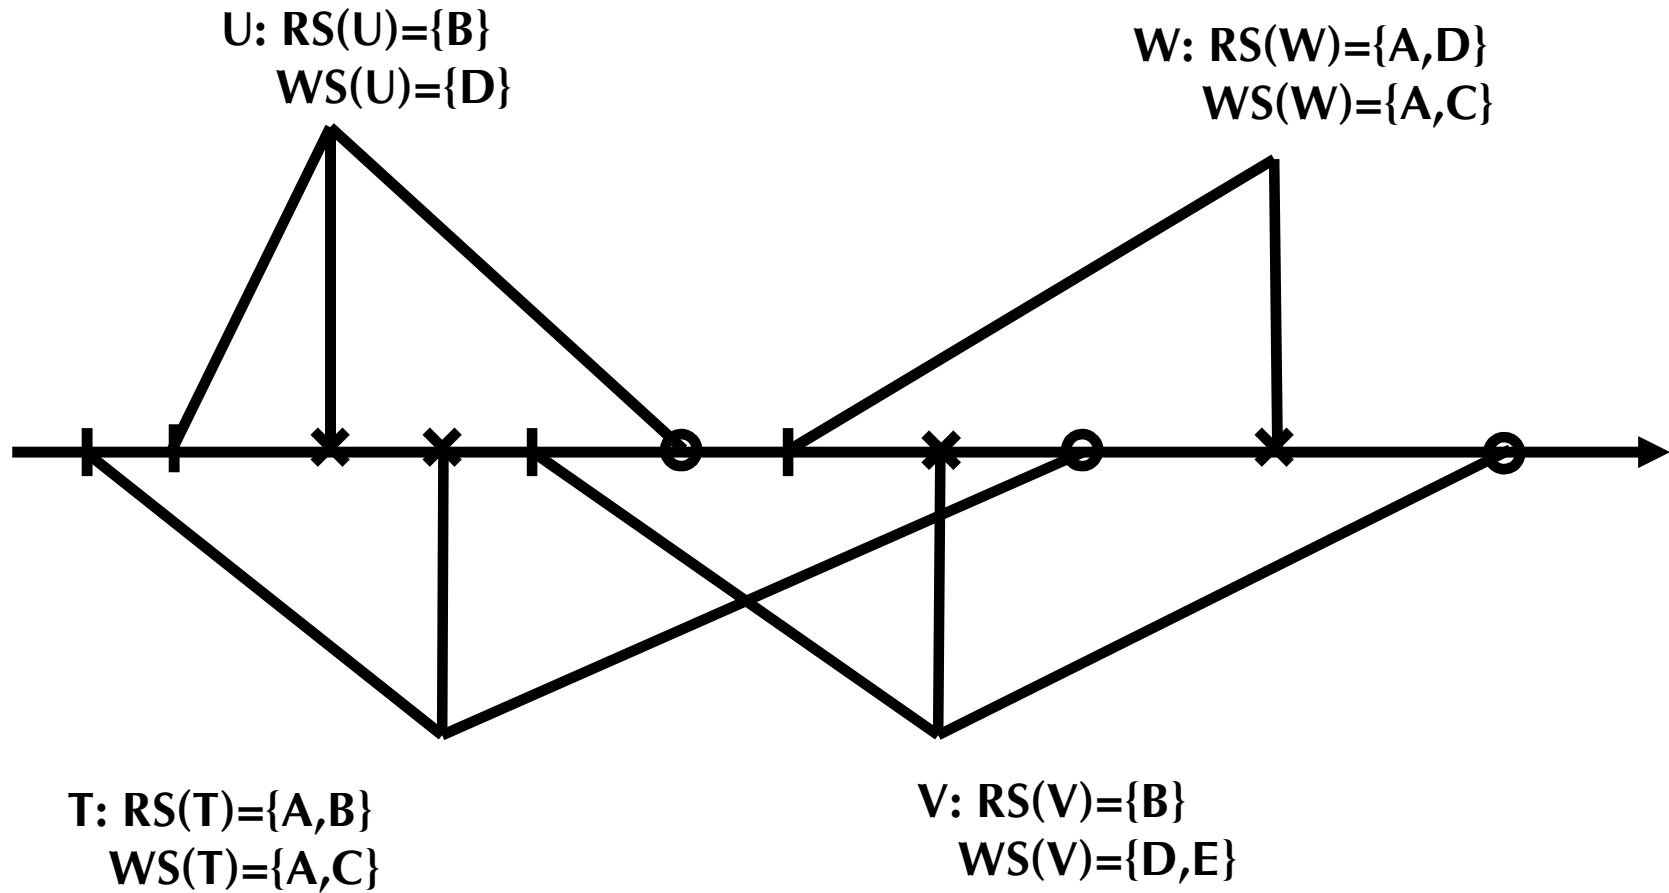 U: RS(U)={B}
WS(U)={D}
W: RS(W)={A,D}
WS(W)={A,C}
T: RS(T)={A,B}
WS(T)={A,C}
V: RS(V)={B}
WS(V)={D,E}